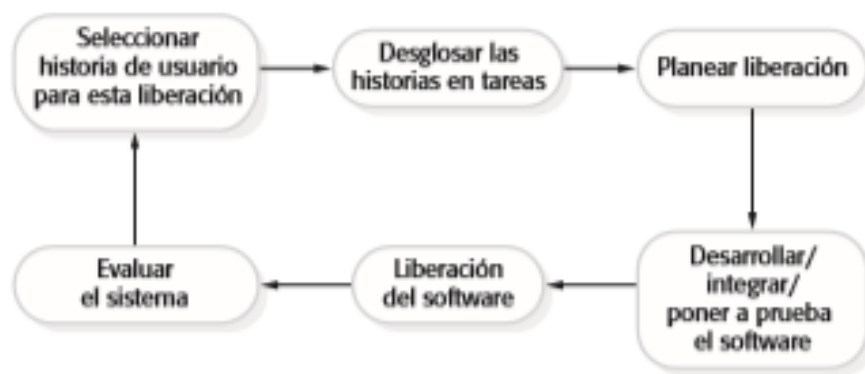 Seleccionar
historia de usuario
para esta liberación
Desglosar las
historias en tareas
Planear liberación
Desarrollar/
integrar/
poner a prueba
el software
Liberación
del software
Evaluar
el sistema